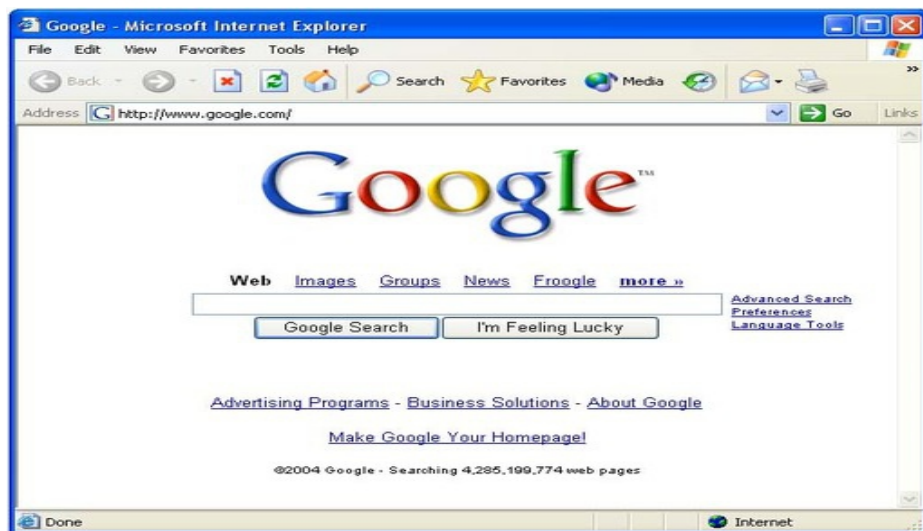 Google - Microsoft Internet Explorer
File Edit View Favorites Tools Help
Back Search Favorites Media
Address http://www.google.com/ Go Links
Google™
Web Images Groups News Froogle more »
Advanced Search
Preferences
Language Tools
Google Search I'm Feeling Lucky
Advertising Programs - Business Solutions - About Google
Make Google Your Homepage!
©2004 Google - Searching 4,285,199,774 web pages
Done Internet